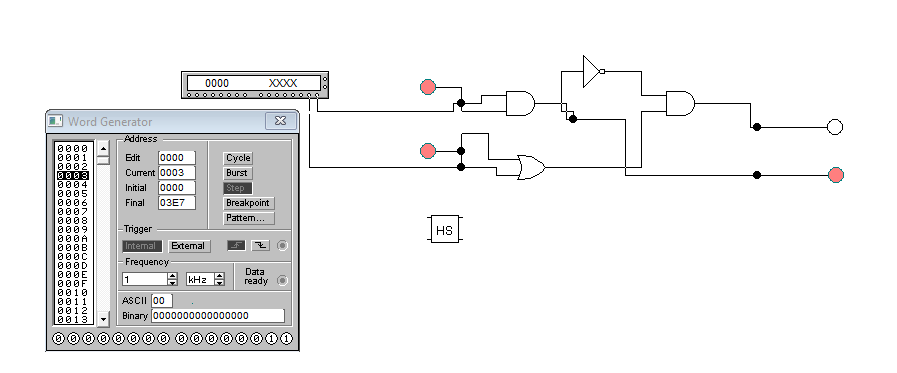 0000 XXXX
Word Generator
0000
0001
0002
0003
0004
0005
0006
0007
0008
0009
000A
000B
000C
000D
000E
000F
0010
0011
0012
0013
Address
Edit 0000
Current 0003
Initial 0000
Final 03E7
Cycle
Burst
Step
Breakpoint
Pattern...
Trigger
Internal External
Frequency
1 kHz
Data
ready
ASCII 00 .
Binary 0000000000000000
0 0 0 0 0 0 0 0 0 0 0 0 0 0 1 1
HS